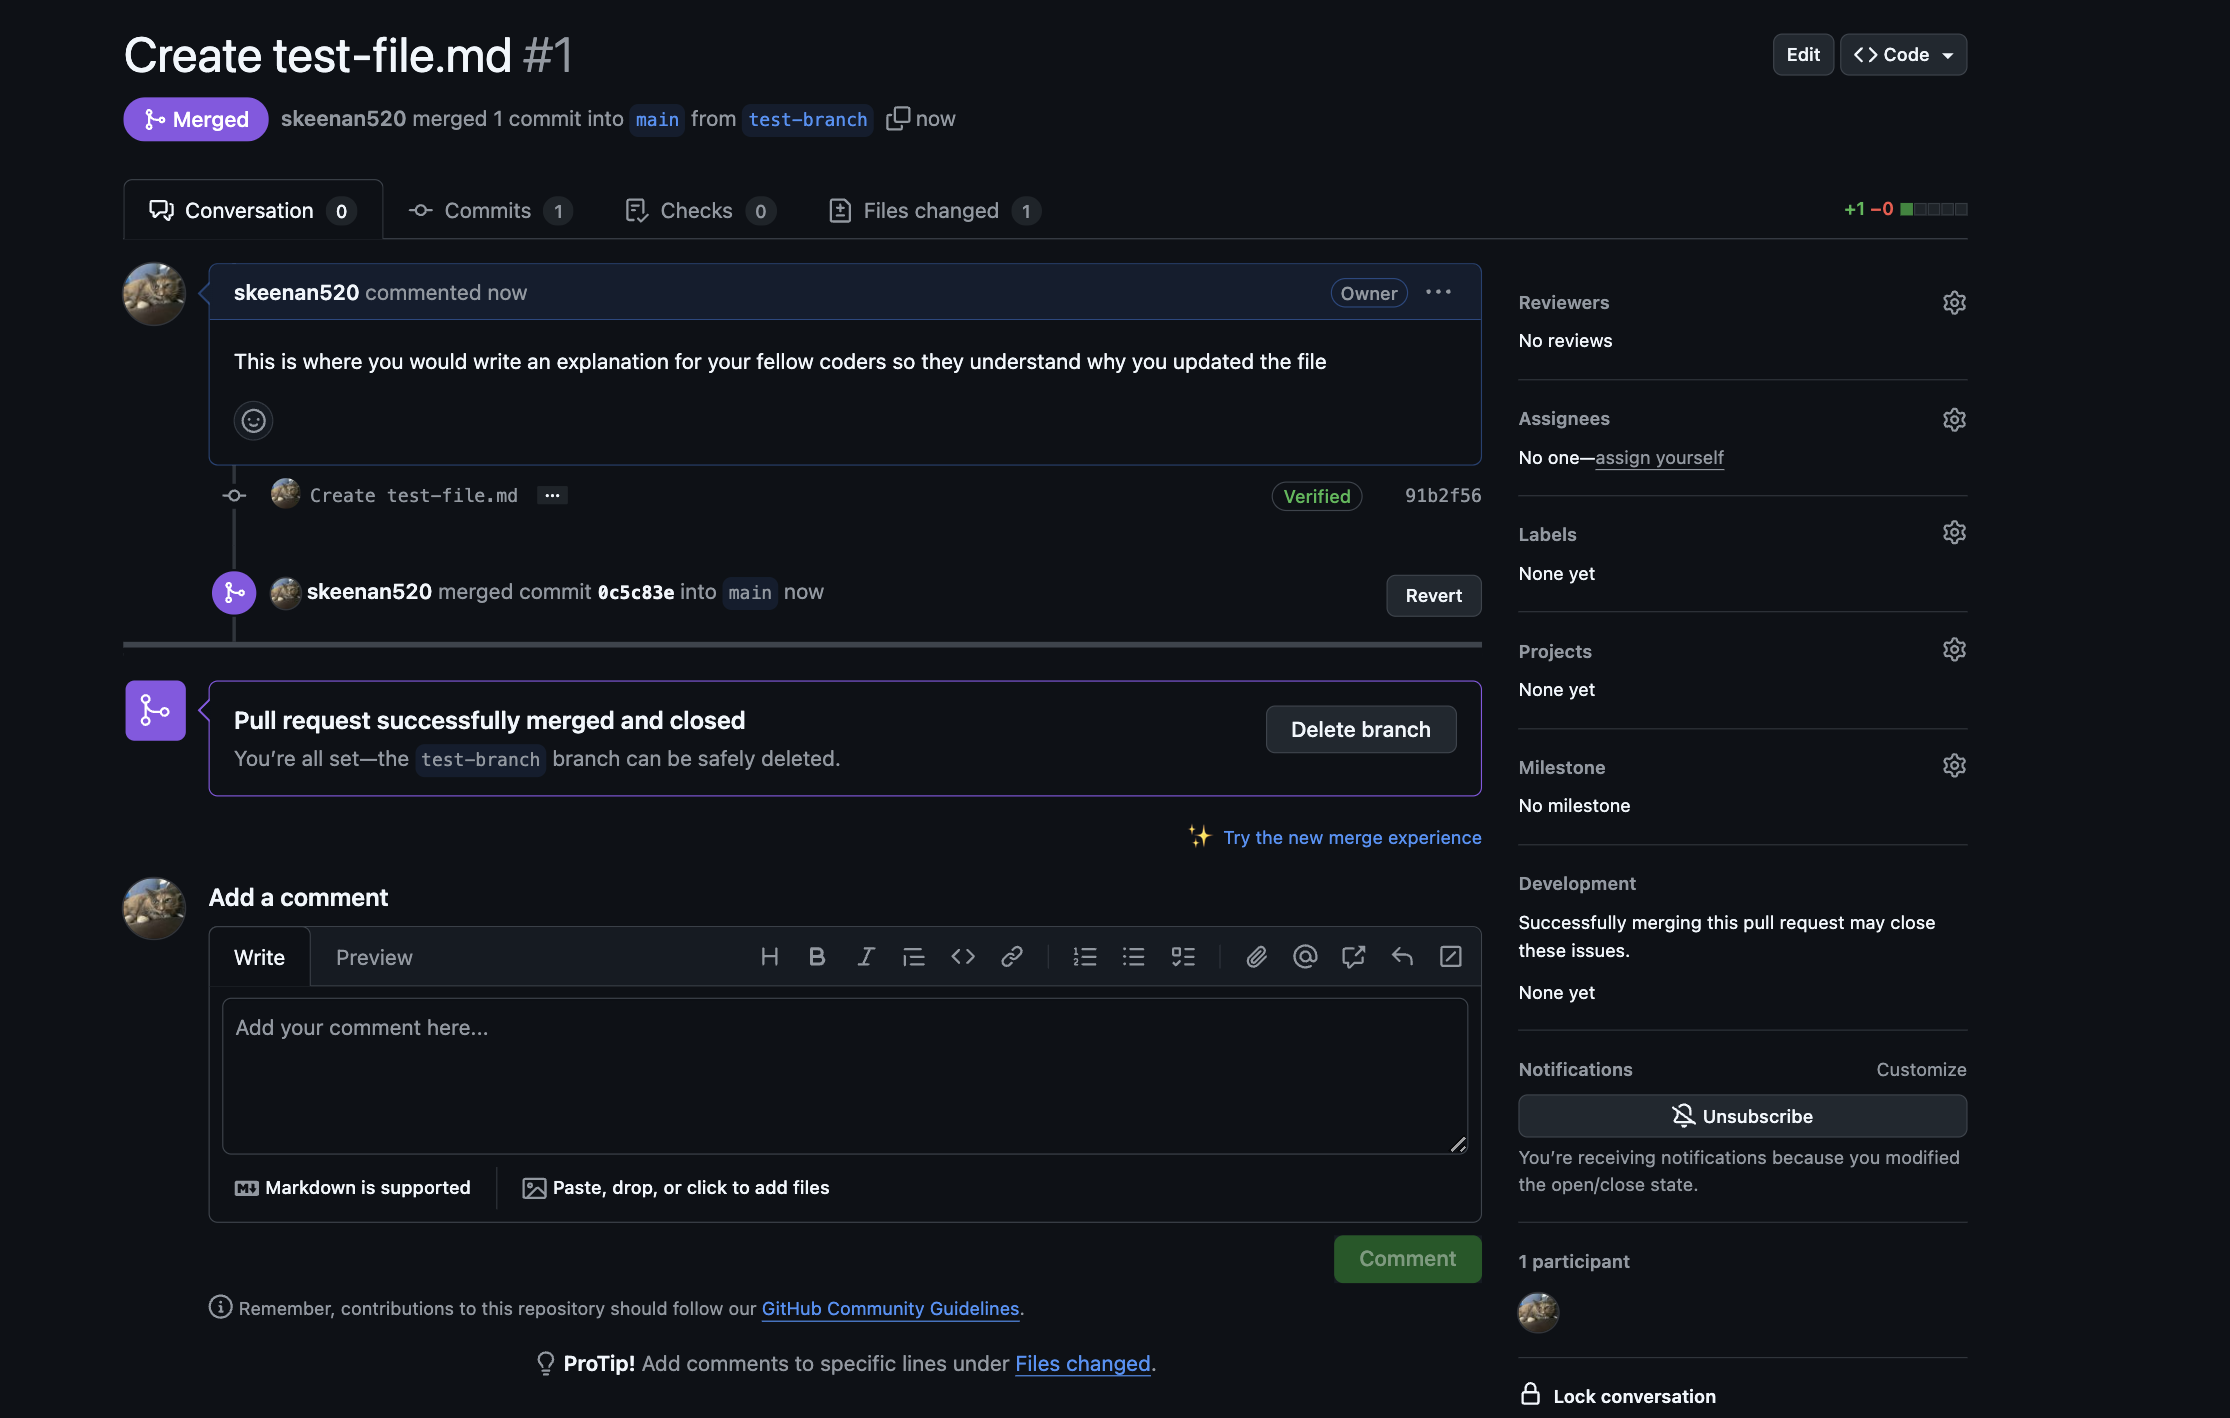 Create test-file.md #1
Edit
Code
Merged
skeenan520 merged 1 commit into main from test-branch now
Conversation 0
Commits 1
Checks 0
Files changed 1
+1 −0
skeenan520 commented now
Owner
This is where you would write an explanation for your fellow coders so they understand why you updated the file
Create test-file.md ...
Verified
91b2f56
skeenan520 merged commit 0c5c83e into main now
Revert
Pull request successfully merged and closed
You’re all set—the test-branch branch can be safely deleted.
Delete branch
Try the new merge experience
Add a comment
Write
Preview
Add your comment here...
Markdown is supported
Paste, drop, or click to add files
Comment
Remember, contributions to this repository should follow our GitHub Community Guidelines.
ProTip! Add comments to specific lines under Files changed.
Reviewers
No reviews
Assignees
No one—assign yourself
Labels
None yet
Projects
None yet
Milestone
No milestone
Development
Successfully merging this pull request may close
these issues.
None yet
Notifications
Customize
Unsubscribe
You’re receiving notifications because you modified
the open/close state.
1 participant
Lock conversation